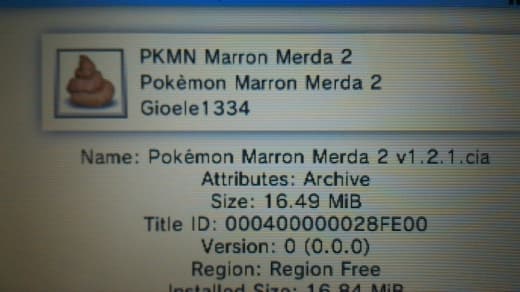 PKMN Marron Merda 2
Pokèmon Marron Merda 2
Gioele1334
Name: Pokémon Marron Merda 2 v1.2.1.cia
Attributes: Archive
Size: 16.49 MiB
Title ID: 000400000028FE00
Version: 0 (0.0.0)
Region: Region Free
Installed Size: 16.84 MiB